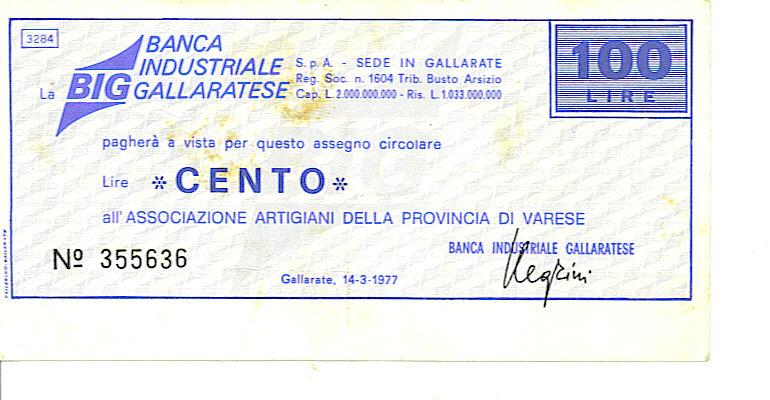 3284
La BIG BANCA
INDUSTRIALE
GALLARATESE
S.p.A. - SEDE IN GALLARATE
Reg. Soc. n. 1604 Trib. Busto Arsizio
Cap. L. 2.000.000.000 - Ris. L. 1.033.000.000
100
LIRE
pagherà a vista per questo assegno circolare
Lire *CENTO*
all'ASSOCIAZIONE ARTIGIANI DELLA PROVINCIA DI VARESE
BANCA INDUSTRIALE GALLARATESE
Nº 355636
Gallarate, 14-3-1977